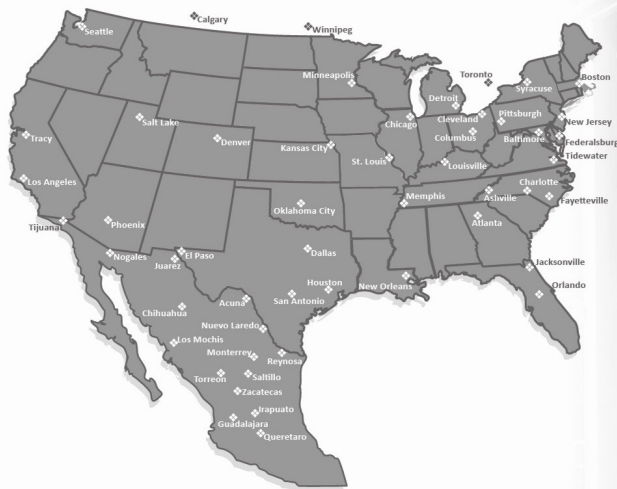 Calgary
Winnipeg
Seattle
Minneapolis
Toronto
Boston
Syracuse
Detroit
Pittsburgh
Cleveland
Chicago
New Jersey
Salt Lake
Columbus
Baltimore
Tracy
Denver
Kansas City
Federalsburg
St. Louis
Louisville
Tidewater
Los Angeles
Charlotte
Ashville
Memphis
Fayetteville
Oklahoma City
Tijuana
Phoenix
Atlanta
Nogales
El Paso
Dallas
Juarez
Jacksonville
Houston
New Orleans
Orlando
Acuna
San Antonio
Chihuahua
Nuevo Laredo
Los Mochis
Monterrey
Reynosa
Torreon
Saltillo
Zacatecas
Irapuato
Guadalajara
Queretaro